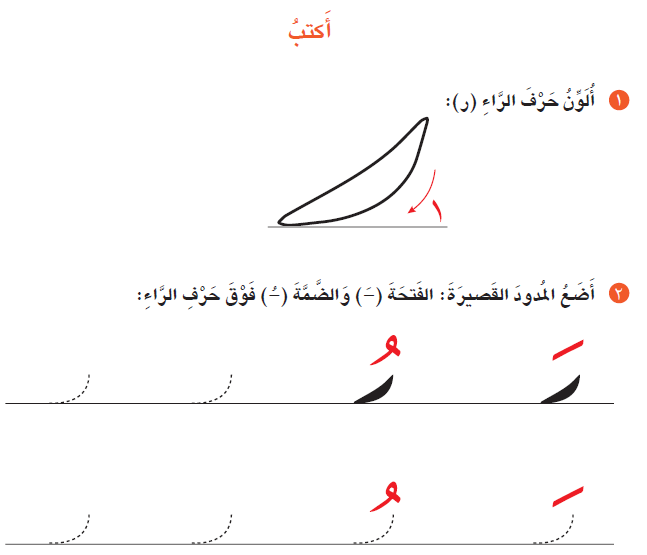 أَكتبُ
١ أُلَوِّنُ حَرْفَ الرَّاءِ (ر):
١
٢ أَضَعُ المُدودَ القَصيرَةَ: الفَتحَةَ (ـَ) وَالضَّمَّةَ (ـُ) فَوْقَ حَرْفِ الرَّاءِ:
رَ رُ ر ر
رَ رُ ر ر